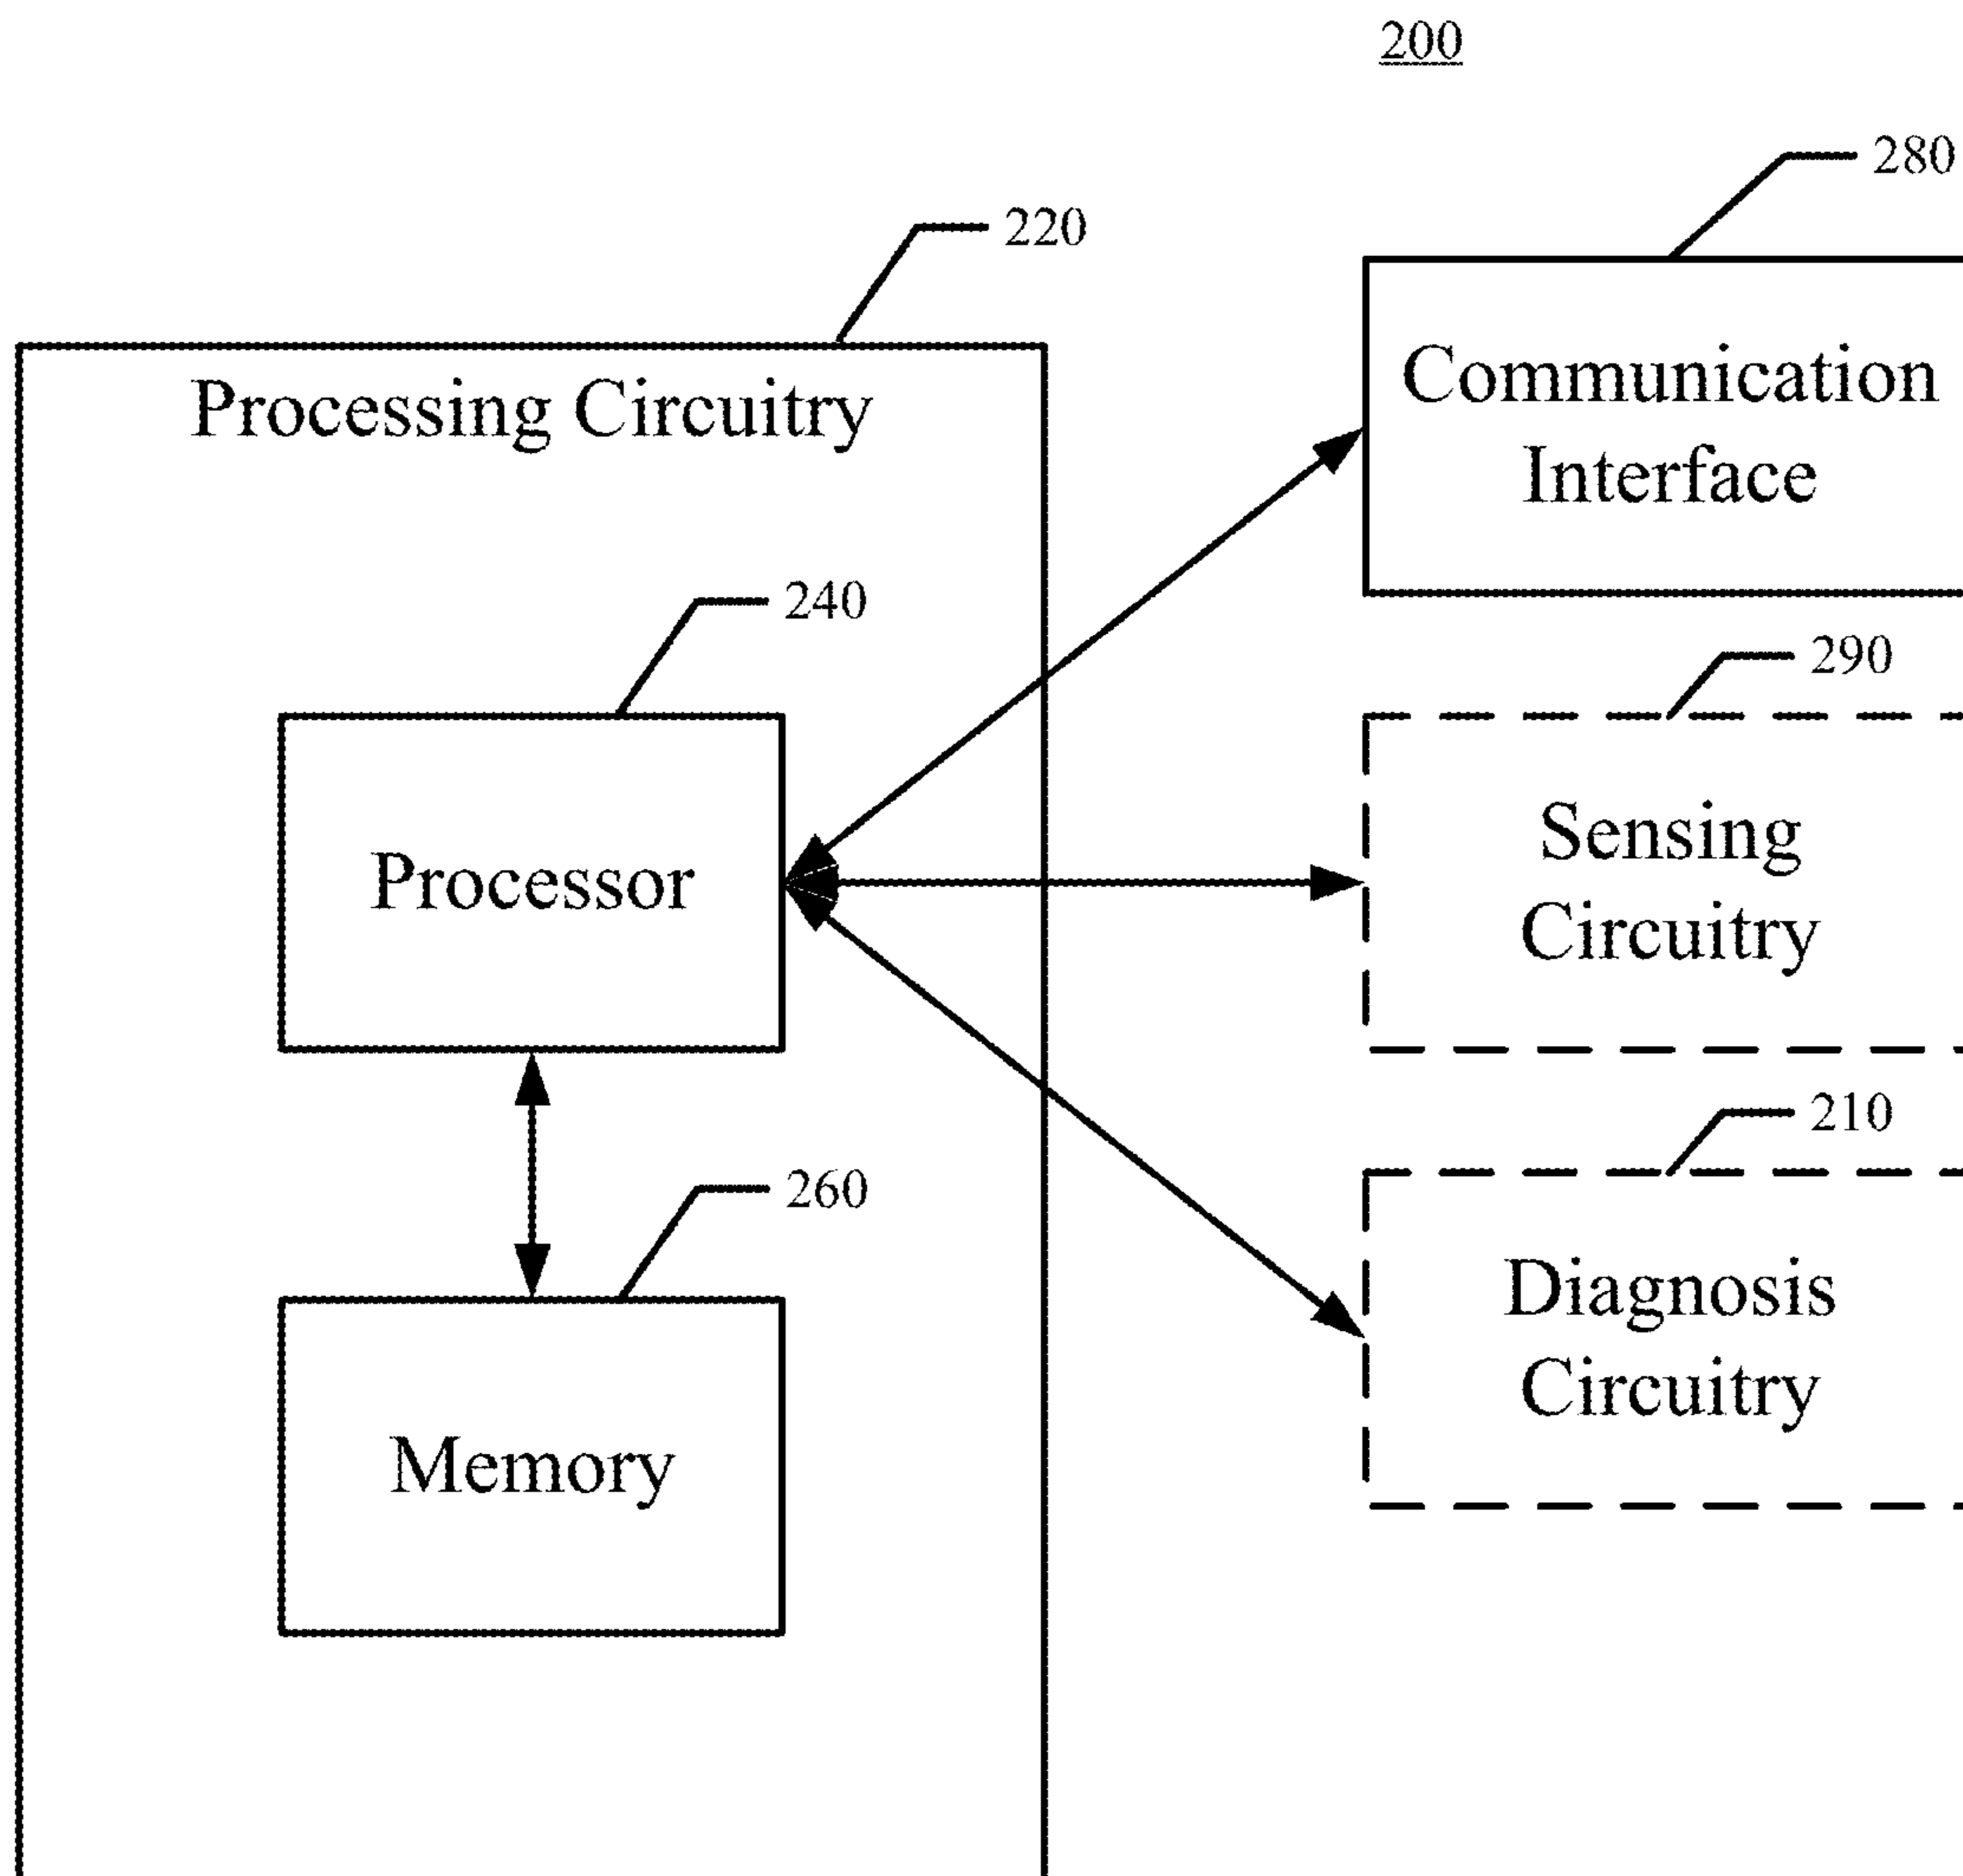 200
280
220
Processing Circuitry
Communication
Interface
240
Processor
290
Sensing
Circuitry
260
Memory
210
Diagnosis
Circuitry